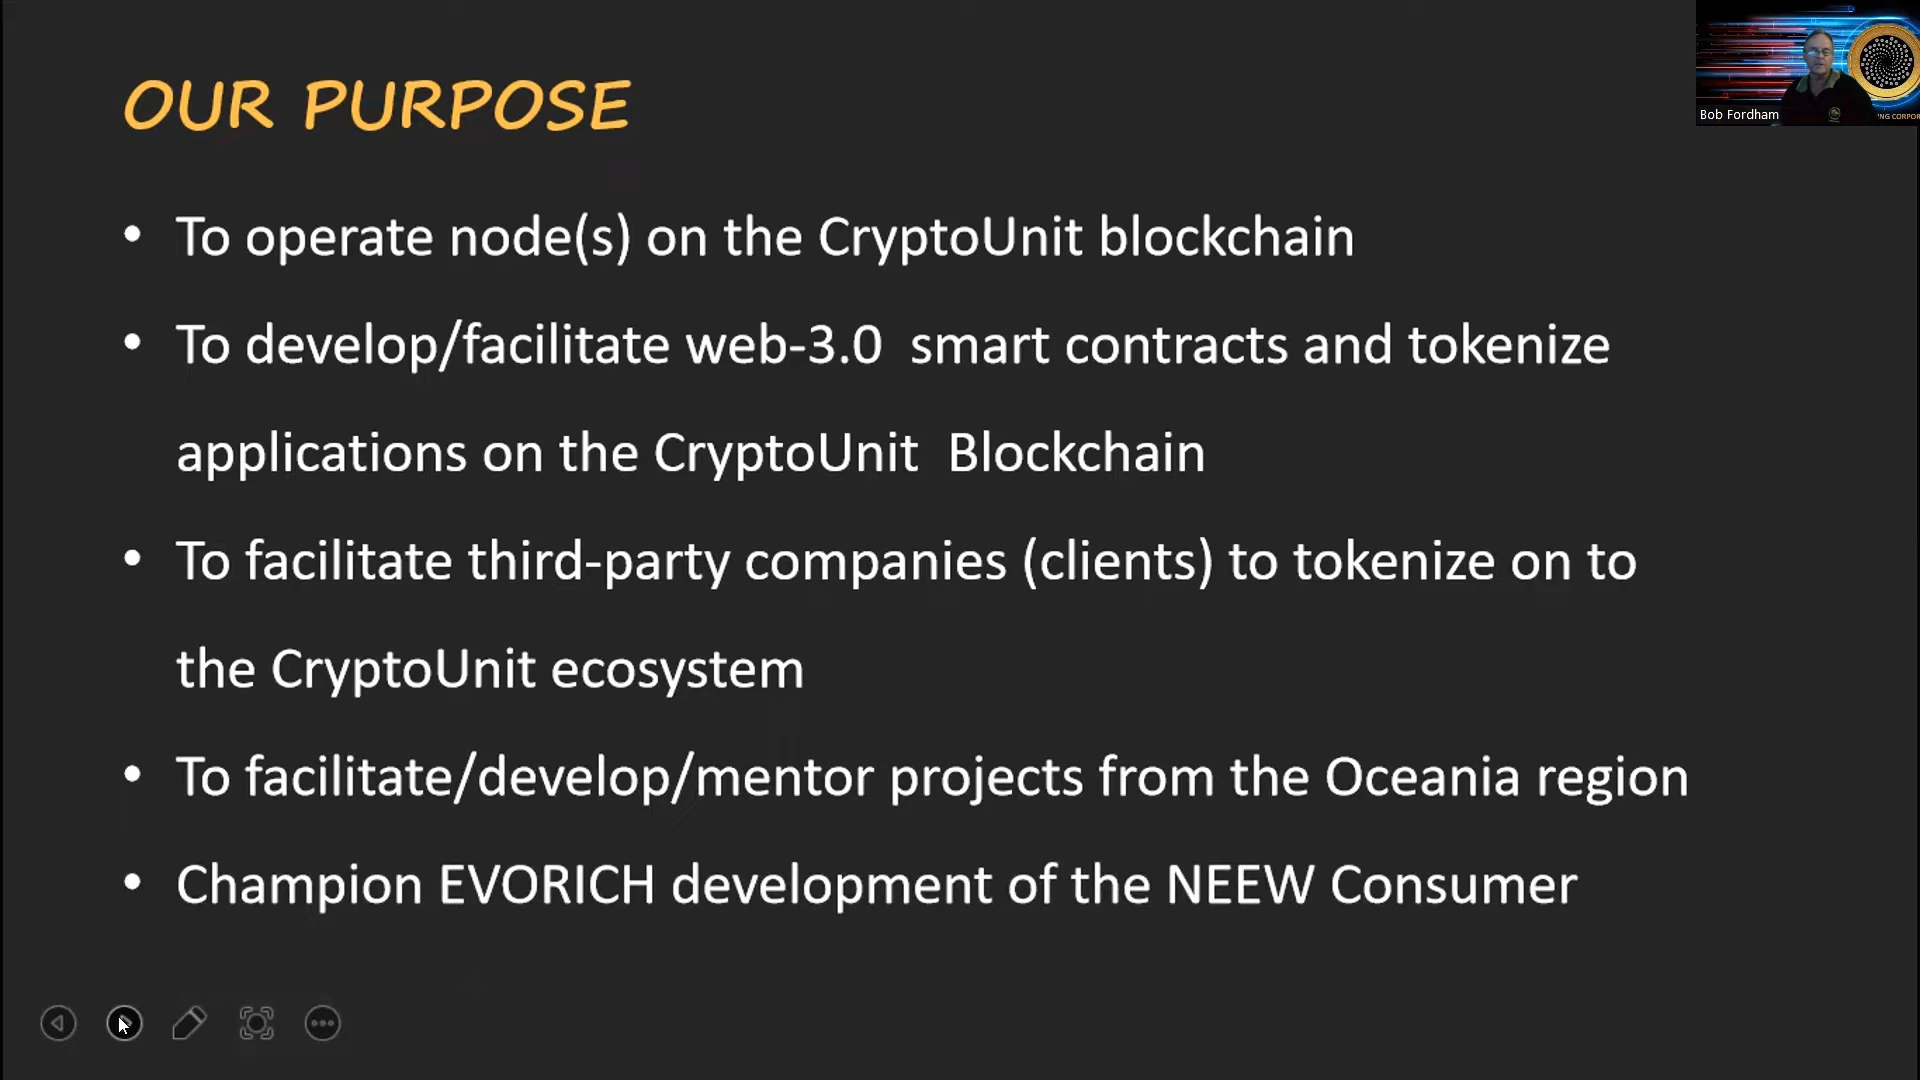 OUR PURPOSE
Bob Fordham
NG CORPOR
• To operate node(s) on the CryptoUnit blockchain
• To develop/facilitate web-3.0 smart contracts and tokenize
applications on the CryptoUnit Blockchain
• To facilitate third-party companies (clients) to tokenize on to
the CryptoUnit ecosystem
• To facilitate/develop/mentor projects from the Oceania region
• Champion EVORICH development of the NEEW Consumer